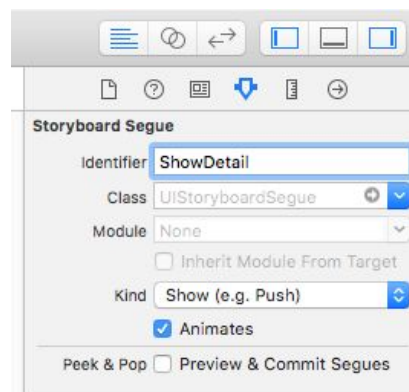 Storyboard Segue
Identifier ShowDetail
Class UIStoryboardSegue
Module None
Inherit Module From Target
Kind Show (e.g. Push)
Animates
Peek & Pop Preview & Commit Segues